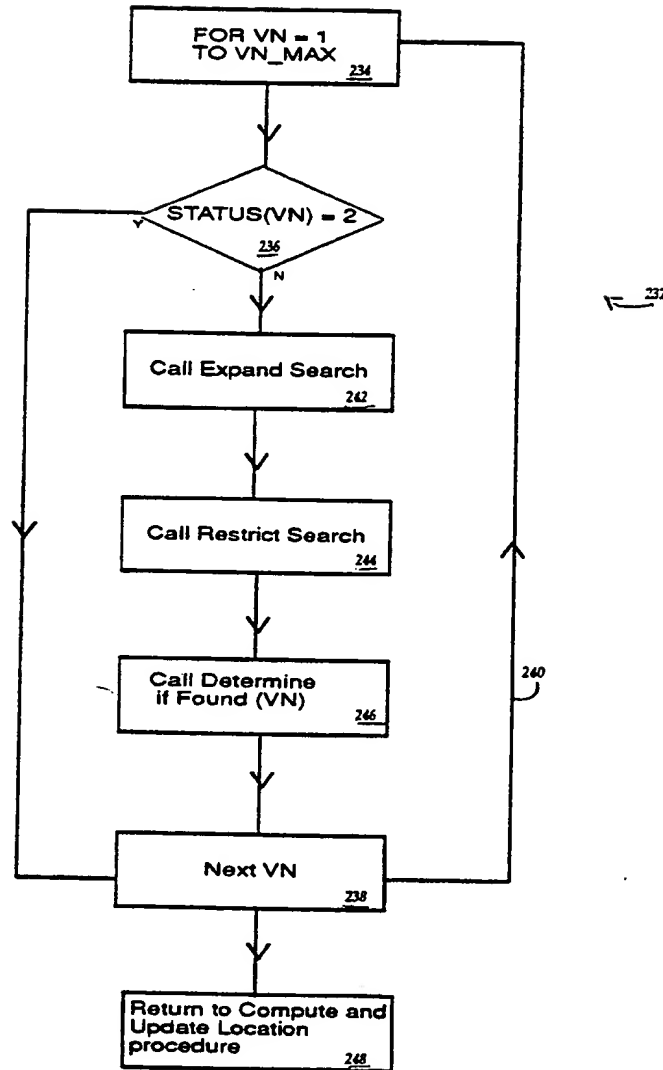 FOR VN = 1
TO VN_MAX
234
STATUS(VN) = 2
Y
236
N
232
Call Expand Search
242
Call Restrict Search
244
Call Determine
if Found (VN)
246
240
Next VN
238
Return to Compute and
Update Location
procedure
248